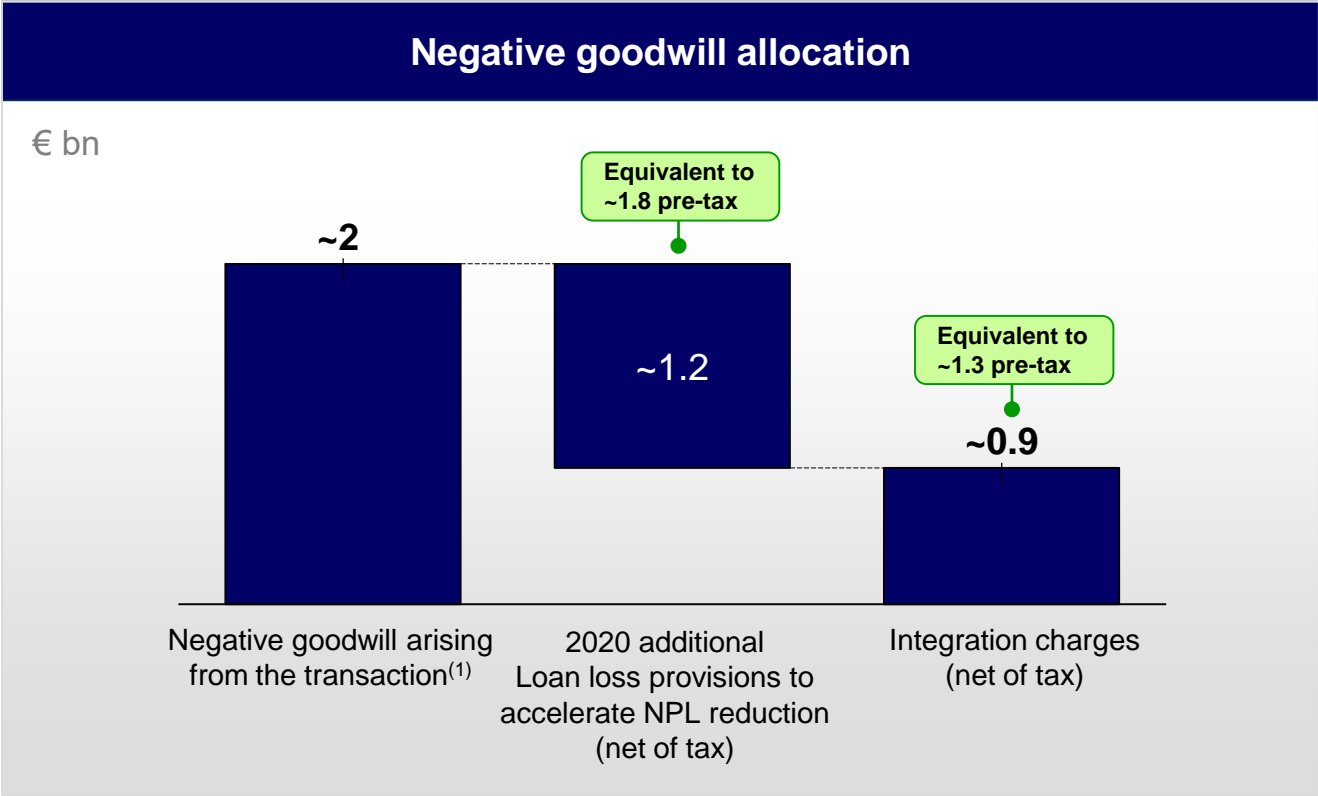 Negative goodwill allocation
€ bn
Equivalent to
~1.8 pre-tax
~2
~1.2
Equivalent to
~1.3 pre-tax
~0.9
Negative goodwill arising
from the transaction(1)
2020 additional
Loan loss provisions to
accelerate NPL reduction
(net of tax)
Integration charges
(net of tax)